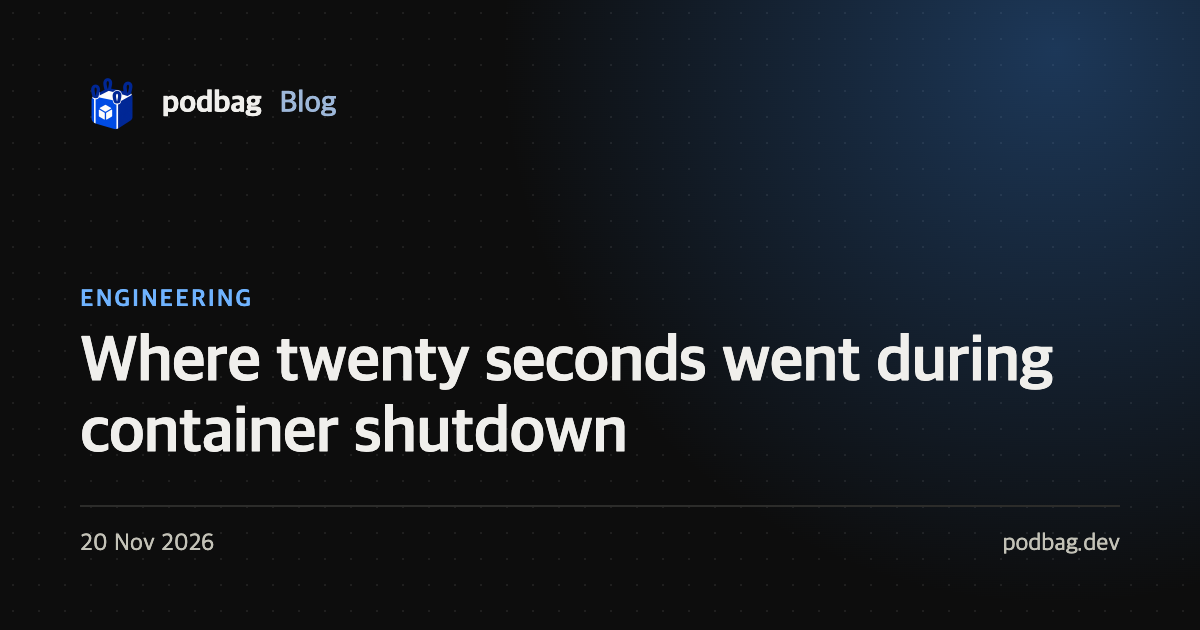 podbag Blog
ENGINEERING
Where twenty seconds went during
container shutdown
20 Nov 2026
podbag.dev